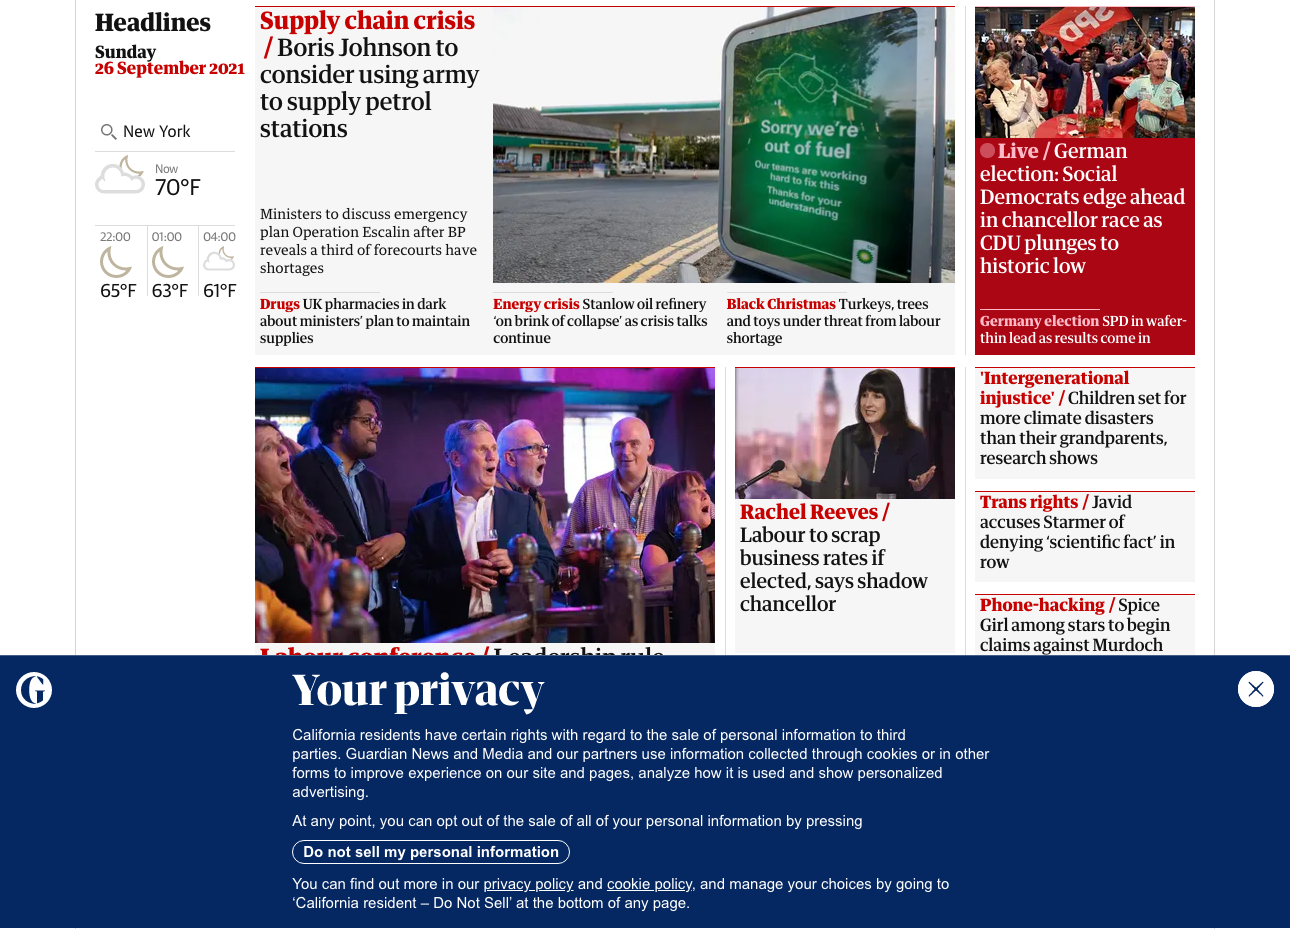 Headlines
Sunday
26 September 2021
New York
Now
70°F
22:00
01:00
04:00
65°F
63°F
61°F
Supply chain crisis
/ Boris Johnson to
consider using army
to supply petrol
stations
Ministers to discuss emergency
plan Operation Escalin after BP
reveals a third of forecourts have
shortages
Sorry we're
out of fuel
Our teams are working
hard to fix this
Thanks for your
understanding
bp
Drugs UK pharmacies in dark
about ministers’ plan to maintain
supplies
Energy crisis Stanlow oil refinery
‘on brink of collapse’ as crisis talks
continue
Black Christmas Turkeys, trees
and toys under threat from labour
shortage
SPD
Live / German
election: Social
Democrats edge ahead
in chancellor race as
CDU plunges to
historic low
Germany election SPD in wafer-
thin lead as results come in
Labour conference / Leadership rule
Rachel Reeves /
Labour to scrap
business rates if
elected, says shadow
chancellor
'Intergenerational
injustice' / Children set for
more climate disasters
than their grandparents,
research shows
Trans rights / Javid
accuses Starmer of
denying ‘scientific fact’ in
row
Phone-hacking / Spice
Girl among stars to begin
claims against Murdoch
G
Your privacy
California residents have certain rights with regard to the sale of personal information to third
parties. Guardian News and Media and our partners use information collected through cookies or in other
forms to improve experience on our site and pages, analyze how it is used and show personalized
advertising.
At any point, you can opt out of the sale of all of your personal information by pressing
Do not sell my personal information
You can find out more in our privacy policy and cookie policy, and manage your choices by going to
‘California resident – Do Not Sell’ at the bottom of any page.